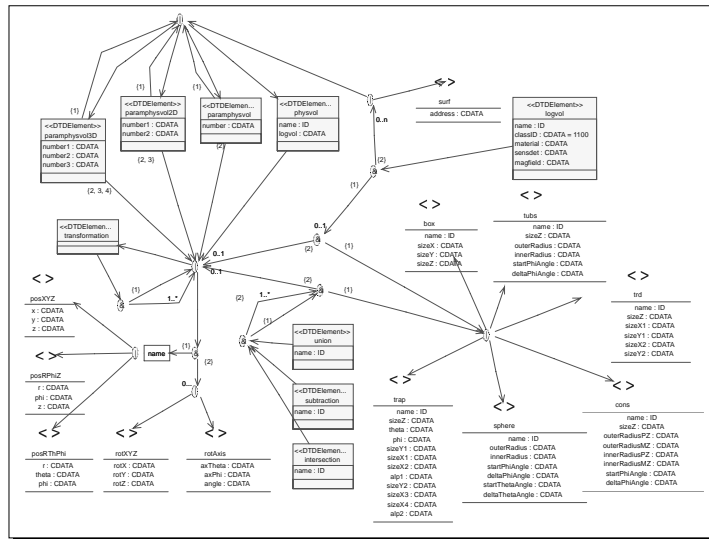 {1}
{1}
{1}
<<DTDElement>>
paramphysvol3D
number1 : CDATA
number2 : CDATA
number3 : CDATA
<<DTDElement>>
paramphysvol2D
number1 : CDATA
number2 : CDATA
<<DTDElemen...
paramphysvol
number : CDATA
<<DTDElemen...
physvol
name : ID
logvol : CDATA
{2, 3, 4}
{2, 3}
{2}
< >
surf
address : CDATA
0..n
<<DTDElement>>
logvol
name : ID
classID : CDATA = 1100
material : CDATA
sensdet : CDATA
magfield : CDATA
{2}
&
{1}
<<DTDElemen...
transformation
{1}
&
1..*
0..1
0..1
0..1
&
{2}
{1}
{2}
&
{1}
{2}
1..*
{1}
&
< >
box
name : ID
sizeX : CDATA
sizeY : CDATA
sizeZ : CDATA
< >
tubs
name : ID
sizeZ : CDATA
outerRadius : CDATA
innerRadius : CDATA
startPhiAngle : CDATA
deltaPhiAngle : CDATA
< >
trd
name : ID
sizeZ : CDATA
sizeX1 : CDATA
sizeY1 : CDATA
sizeX2 : CDATA
sizeY2 : CDATA
< >
posXYZ
x : CDATA
y : CDATA
z : CDATA
< >
posRPhiZ
r : CDATA
phi : CDATA
z : CDATA
name
{1}
&
{2}
0...
<<DTDElement>>
union
name : ID
<<DTDElemen...
subtraction
name : ID
<<DTDElemen...
intersection
name : ID
< >
posRThPhi
r : CDATA
theta : CDATA
phi : CDATA
< >
rotXYZ
rotX : CDATA
rotY : CDATA
rotZ : CDATA
< >
rotAxis
axTheta : CDATA
axPhi : CDATA
angle : CDATA
< >
trap
name : ID
sizeZ : CDATA
theta : CDATA
phi : CDATA
sizeY1 : CDATA
sizeX1 : CDATA
sizeX2 : CDATA
alp1 : CDATA
sizeY2 : CDATA
sizeX3 : CDATA
sizeX4 : CDATA
alp2 : CDATA
< >
sphere
name : ID
outerRadius : CDATA
innerRadius : CDATA
startPhiAngle : CDATA
deltaPhiAngle : CDATA
startThetaAngle : CDATA
deltaThetaAngle : CDATA
< >
cons
name : ID
sizeZ : CDATA
outerRadiusPZ : CDATA
outerRadiusMZ : CDATA
innerRadiusPZ : CDATA
innerRadiusMZ : CDATA
startPhiAngle : CDATA
deltaPhiAngle : CDATA